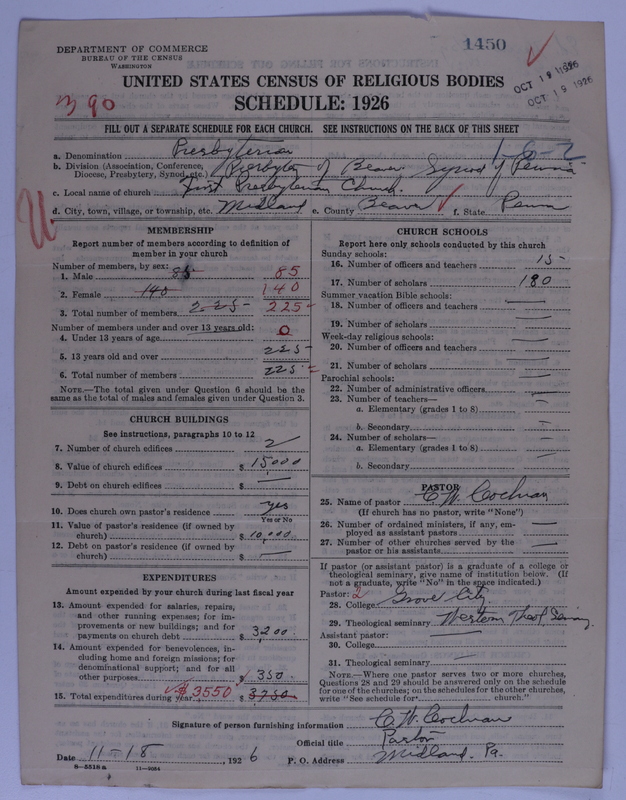 1450
DEPARTMENT OF COMMERCE
BUREAU OF THE CENSUS
WASHINGTON
OCT 19 1926
OCT 19 1926
UNITED STATES CENSUS OF RELIGIOUS BODIES
SCHEDULE: 1926
390
FILL OUT A SEPARATE SCHEDULE FOR EACH CHURCH. SEE INSTRUCTIONS ON THE BACK OF THIS SHEET
1-6-2
a. Denomination Presbyterian
b. Division (Association, Conference, Diocese, Presbytery, Synod, etc.) Presbytery of Beaver Synod of Penna
c. Local name of church First Presbyterian Church.
d. City, town, village, or township, etc. Midland e. County Beaver f. State Penna
MEMBERSHIP
Report number of members according to definition of member in your church
Number of members, by sex:
1. Male 85 85
2. Female 140 140
3. Total number of members 225 225
Number of members under and over 13 years old:
4. Under 13 years of age 0
5. 13 years old and over 225
6. Total number of members 225
NOTE.—The total given under Question 6 should be the same as the total of males and females given under Question 3.
CHURCH BUILDINGS
See instructions, paragraphs 10 to 12
7. Number of church edifices 2
8. Value of church edifices $ 15,000
9. Debt on church edifices $ —
10. Does church own pastor's residence yes
Yes or No
11. Value of pastor's residence (if owned by church) $ 10,000.
12. Debt on pastor's residence (if owned by church) $ —
EXPENDITURES
Amount expended by your church during last fiscal year
13. Amount expended for salaries, repairs, and other running expenses; for improvements or new buildings; and for payments on church debt $ 3200
14. Amount expended for benevolences, including home and foreign missions; for denominational support; and for all other purposes $ 350.
15. Total expenditures during year $3550 $ 3750
CHURCH SCHOOLS
Report here only schools conducted by this church
Sunday schools:
16. Number of officers and teachers 15
17. Number of scholars 180
Summer vacation Bible schools:
18. Number of officers and teachers —
19. Number of scholars —
Week-day religious schools:
20. Number of officers and teachers —
21. Number of scholars —
Parochial schools:
22. Number of administrative officers —
23. Number of teachers—
a. Elementary (grades 1 to 8) —
b. Secondary —
24. Number of scholars—
a. Elementary (grades 1 to 8) —
b. Secondary —
PASTOR
25. Name of pastor C. W. Cochran
(If church has no pastor, write "None")
26. Number of ordained ministers, if any, employed as assistant pastors —
27. Number of other churches served by the pastor or his assistants —
If pastor (or assistant pastor) is a graduate of a college or theological seminary, give name of institution below. (If not a graduate, write "No" in the space indicated.)
Pastor: 2
28. College Grove City
29. Theological seminary Western Theol Seminary
Assistant pastor:
30. College —
31. Theological seminary —
NOTE.—Where one pastor serves two or more churches, Questions 28 and 29 should be answered only on the schedule for one of the churches; on the schedules for the other churches, write "See schedule for church."
Signature of person furnishing information C. W. Cochran
Official title Pastor
Date 11-18, 1926 P. O. Address Midland. Pa.
8-5518a 11-9084